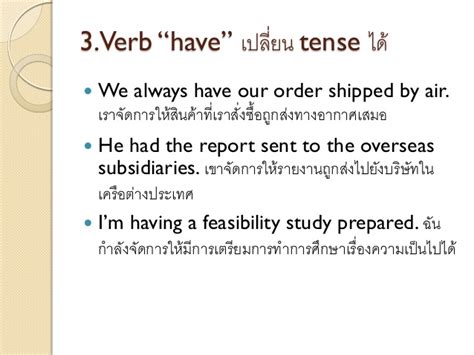 3.Verb “have” เปลี่ยน tense ได้
We always have our order shipped by air.
เราจัดการให้สินค้าที่เราสั่งซื้อถูกส่งทางอากาศเสมอ
He had the report sent to the overseas
subsidiaries. เขาจัดการให้รายงานถูกส่งไปยังบริษัทใน
เครือต่างประเทศ
I’m having a feasibility study prepared. ฉัน
กำลังจัดการให้มีการเตรียมการทำการศึกษาเรื่องความเป็นไปได้